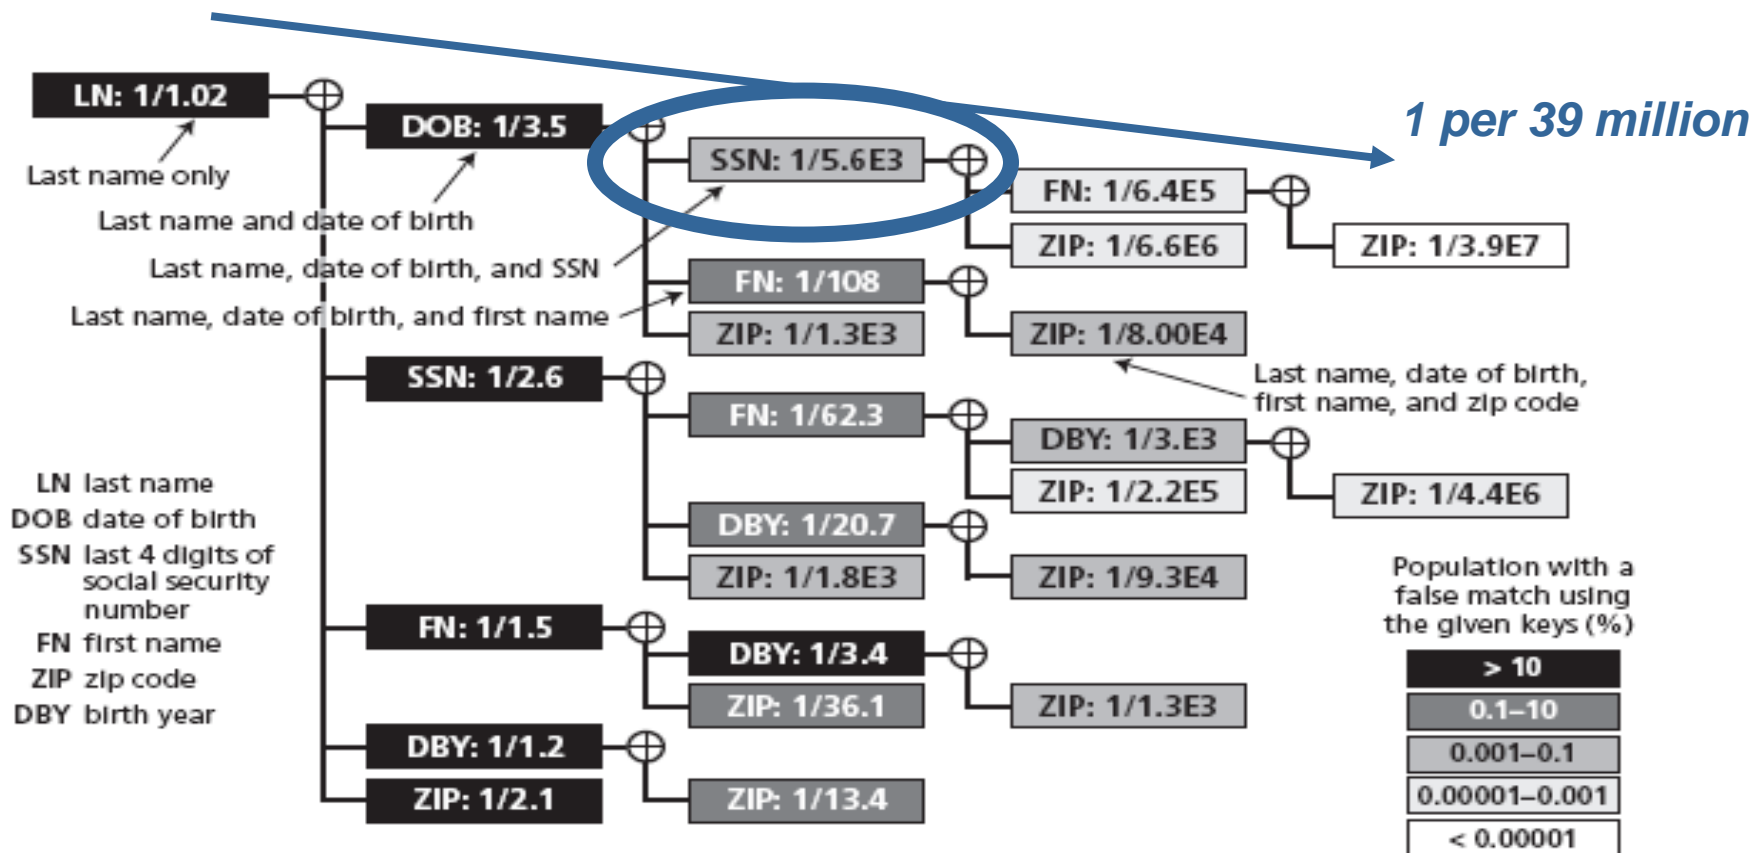 LN: 1/1.02
DOB: 1/3.5
1 per 39 million
SSN: 1/5.6E3
Last name only
FN: 1/6.4E5
Last name and date of birth
ZIP: 1/6.6E6
ZIP: 1/3.9E7
Last name, date of birth, and SSN
FN: 1/108
Last name, date of birth, and first name
ZIP: 1/1.3E3
ZIP: 1/8.00E4
SSN: 1/2.6
Last name, date of birth,
first name, and zip code
FN: 1/62.3
DBY: 1/3.E3
ZIP: 1/2.2E5
ZIP: 1/4.4E6
DBY: 1/20.7
ZIP: 1/1.8E3
ZIP: 1/9.3E4
FN: 1/1.5
DBY: 1/3.4
ZIP: 1/36.1
ZIP: 1/1.3E3
DBY: 1/1.2
ZIP: 1/2.1
ZIP: 1/13.4
LN last name
DOB date of birth
SSN last 4 digits of
social security
number
FN first name
ZIP zip code
DBY birth year
Population with a
false match using
the given keys (%)
> 10
0.1–10
0.001–0.1
0.00001–0.001
< 0.00001